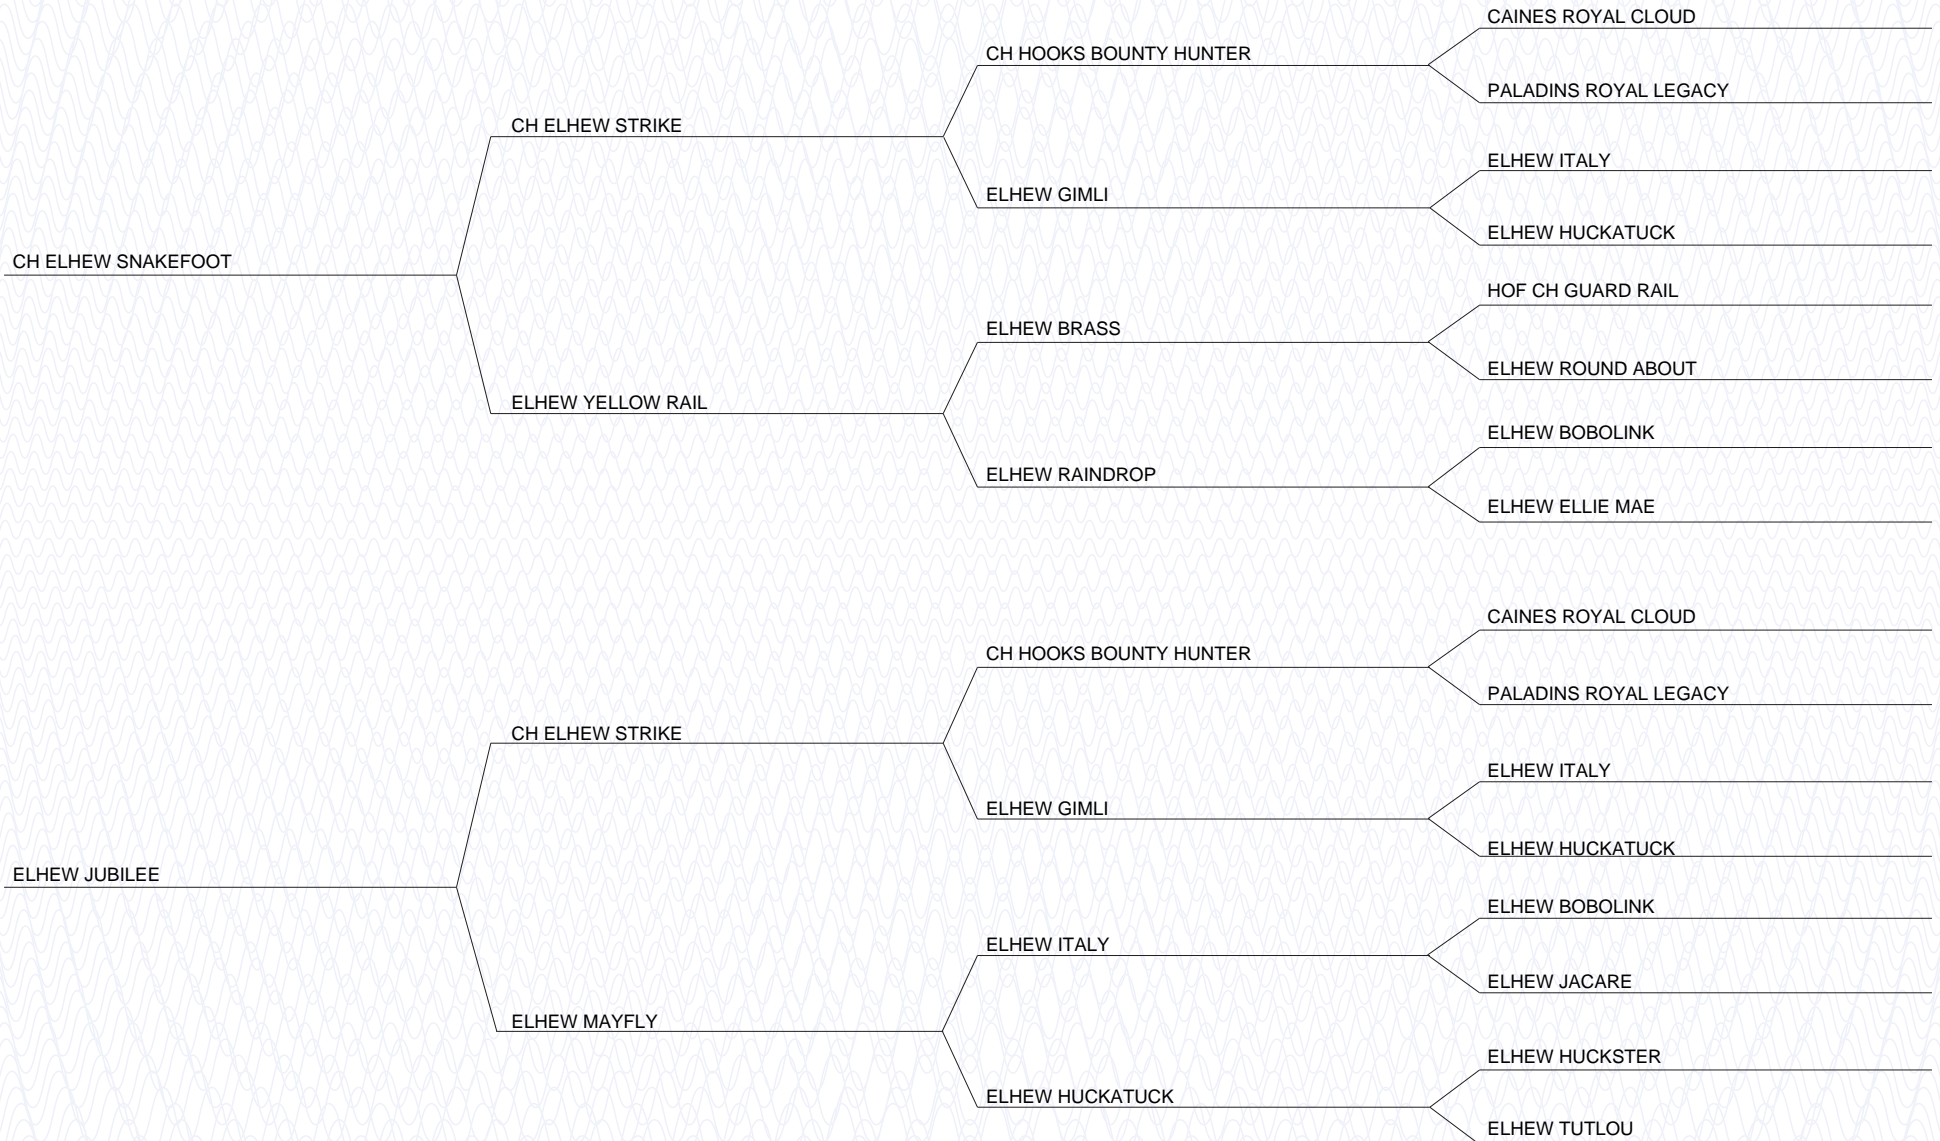 CAINES ROYAL CLOUD
CH HOOKS BOUNTY HUNTER
PALADINS ROYAL LEGACY
CH ELHEW STRIKE
ELHEW ITALY
ELHEW GIMLI
ELHEW HUCKATUCK
CH ELHEW SNAKEFOOT
HOF CH GUARD RAIL
ELHEW BRASS
ELHEW ROUND ABOUT
ELHEW YELLOW RAIL
ELHEW BOBOLINK
ELHEW RAINDROP
ELHEW ELLIE MAE
CAINES ROYAL CLOUD
CH HOOKS BOUNTY HUNTER
PALADINS ROYAL LEGACY
CH ELHEW STRIKE
ELHEW ITALY
ELHEW GIMLI
ELHEW HUCKATUCK
ELHEW JUBILEE
ELHEW BOBOLINK
ELHEW ITALY
ELHEW JACARE
ELHEW MAYFLY
ELHEW HUCKSTER
ELHEW HUCKATUCK
ELHEW TUTLOU